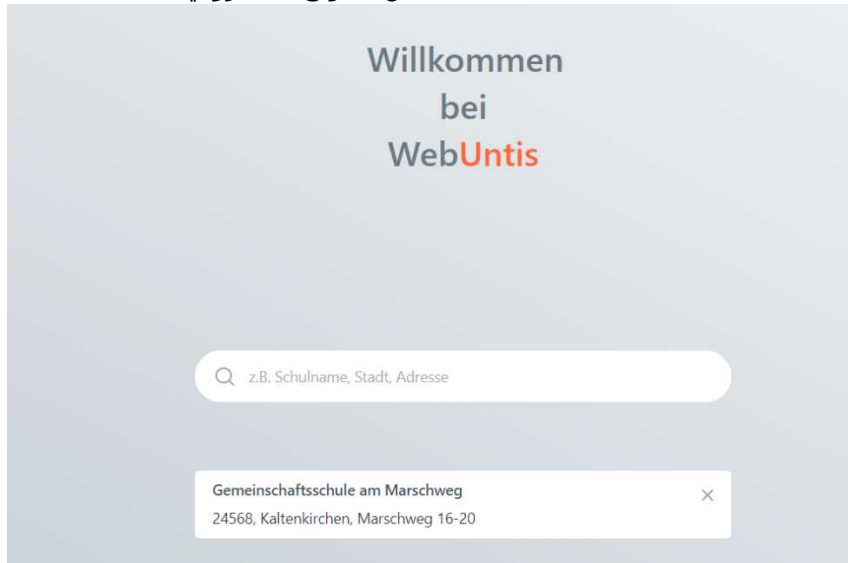 Willkommen
bei
WebUntis
z.B. Schulname, Stadt, Adresse
Gemeinschaftsschule am Marschweg
24568, Kaltenkirchen, Marschweg 16-20